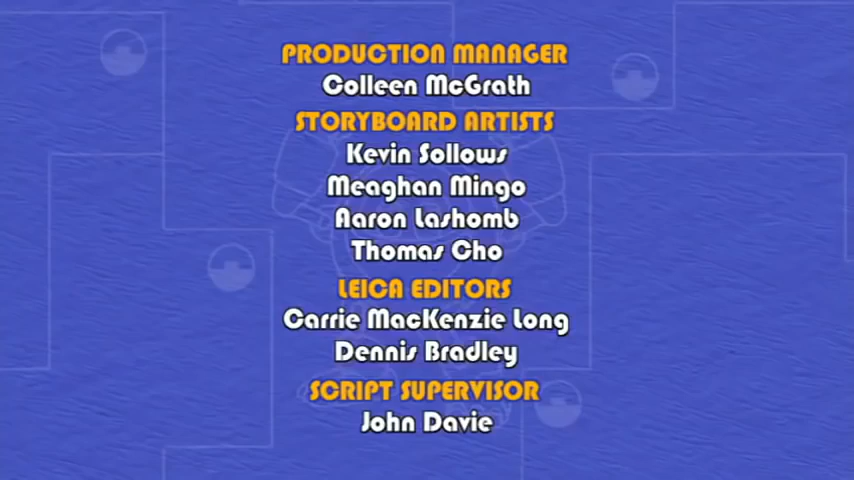 PRODUCTION MANAGER
Colleen McGrath
STORYBOARD ARTISTS
Kevin Sollows
Meaghan Mingo
Aaron Lashomb
Thomas Cho
LEICA EDITORS
Carrie MacKenzie Long
Dennis Bradley
SCRIPT SUPERVISOR
John Davie